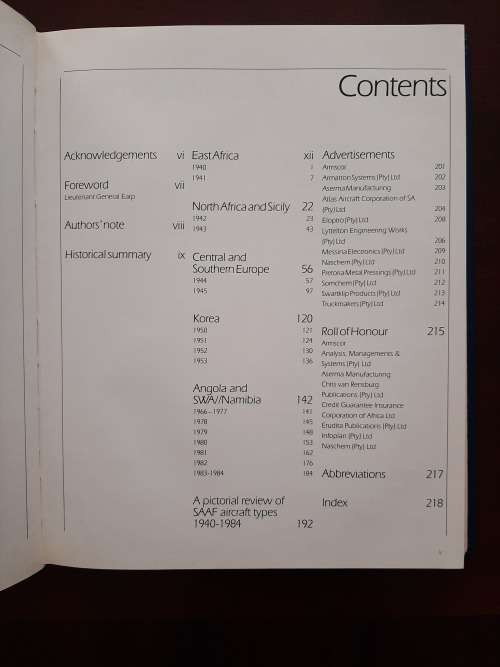 Contents
Acknowledgements vi
Foreword vii
Lieutenant General Earp
Authors' note viii
Historical summary ix
East Africa xii
1940 1
1941 7
North Africa and Sicily 22
1942 23
1943 43
Central and
Southern Europe 56
1944 57
1945 97
Korea 120
1950 121
1951 124
1952 130
1953 136
Angola and
SWA//Namibia 142
1966–1977 141
1978 145
1979 148
1980 153
1981 162
1982 176
1983-1984 184
A pictorial review of
SAAF aircraft types
1940-1984 192
Advertisements
Armscor 201
Armation Systems (Pty) Ltd 202
Aserma Manufacturing 203
Atlas Aircraft Corporation of SA
(Pty) Ltd 204
Eloptro (Pty) Ltd 208
Lyttelton Engineering Works
(Pty) Ltd 206
Messina Electronics (Pty) Ltd 209
Naschem (Pty) Ltd 210
Pretoria Metal Pressings (Pty) Ltd 211
Somchem (Pty) Ltd 212
Swartklip Products (Pty) Ltd 213
Truckmakers (Pty) Ltd 214
Roll of Honour 215
Armscor
Analysis, Managements &
Systems (Pty) Ltd
Aserma Manufacturing
Chris van Rensburg
Publications (Pty) Ltd
Credit Guarantee Insurance
Corporation of Africa Ltd
Erudita Publications (Pty) Ltd
Infoplan (Pty) Ltd
Naschem (Pty) Ltd
Abbreviations 217
Index 218
v